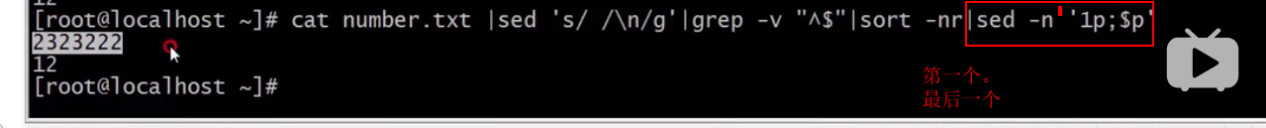 12
[root@localhost ~]# cat number.txt |sed 's/ /\n/g'|grep -v "^$"|sort -nr|sed -n '1p;$p'
2323222
12
[root@localhost ~]#
第一个。
最后一个